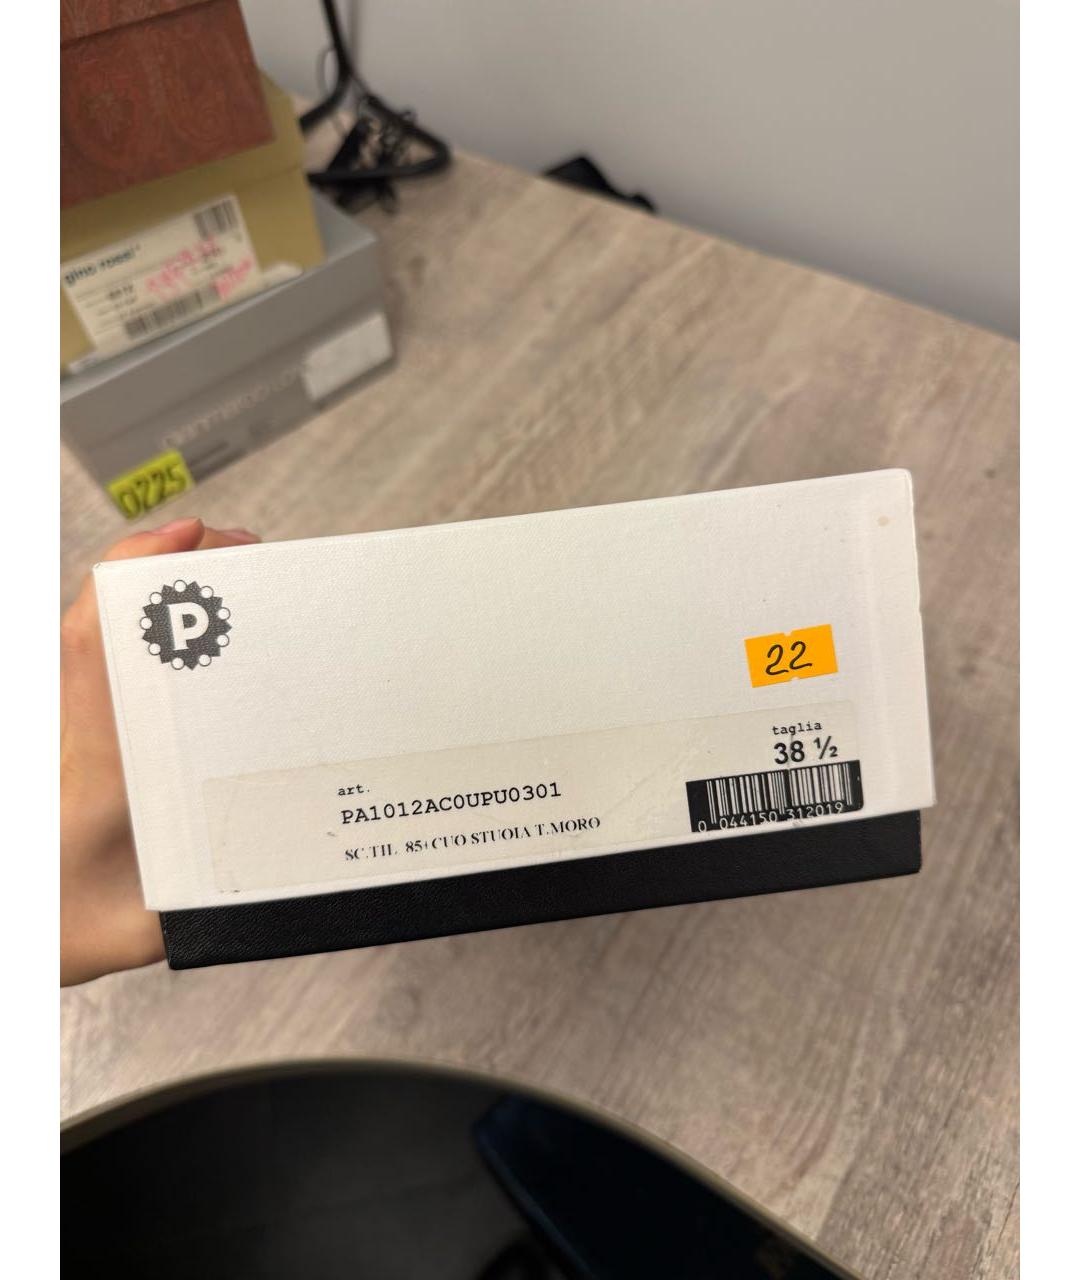 gino rossi
0225
P
22
taglia
38 ½
art.
PA1012AC0UPU0301
SC.TIL 85+CUO STUOIA T.MORO
0 044150 312019